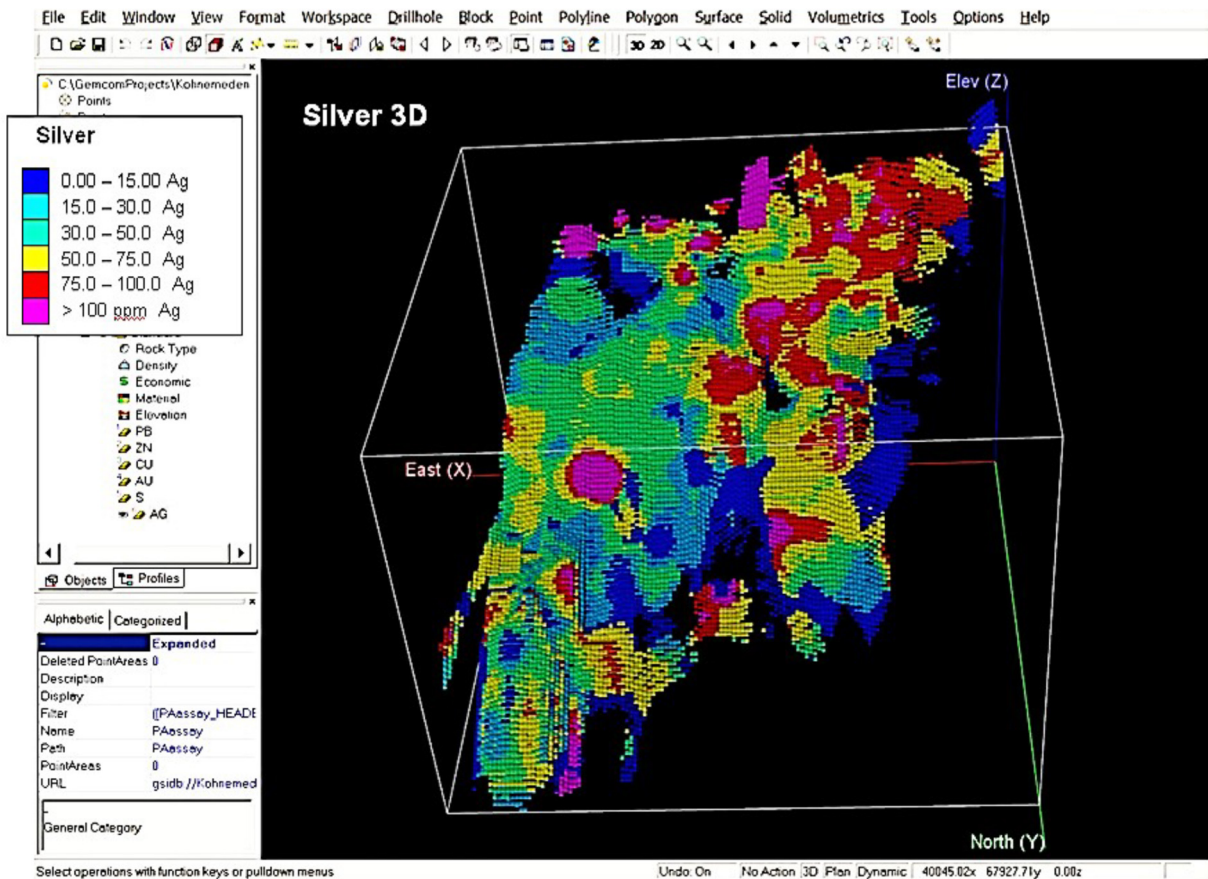 File Edit Window View Format Workspace Drillhole Block Point Polyline Polygon Surface Solid Volumetrics Tools Options Help
3D 2D
C:\GemcomProjects\Kohnemeden
Points
Silver
0.00 – 15.00 Ag
15.0 – 30.0 Ag
30.0 – 50.0 Ag
50.0 – 75.0 Ag
75.0 – 100.0 Ag
> 100 ppm Ag
Rock Type
Density
Economic
Material
Elevation
PB
ZN
CU
AU
S
AG
Objects Profiles
Alphabetic Categorized
Expanded
Deleted PointAreas 0
Description
Display
Filter ([PAassay_HEADE
Name PAassay
Path PAassay
PointAreas 0
URL gsidb://Kohnemed
General Category
Silver 3D
Elev (Z)
East (X)
North (Y)
Select operations with function keys or pulldown menus
Undo: On No Action 3D Plan Dynamic 40045.02x 67927.71y 0.00z